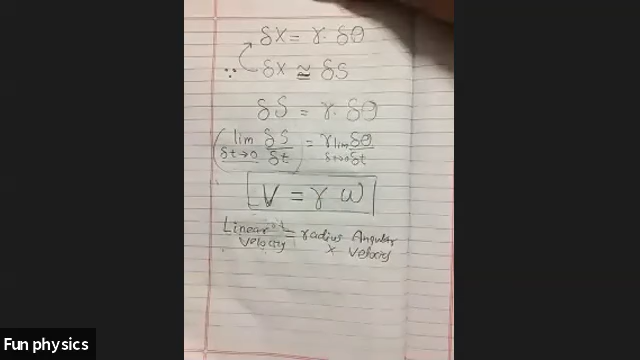 δx = r. δθ
∵ δx ≅ δs
δS = r. δθ
(lim δt→0 δS/δt) = r lim δt→0 δθ/δt
V = r ω
Linear Velocity = radius × Angular Velocity
Fun physics